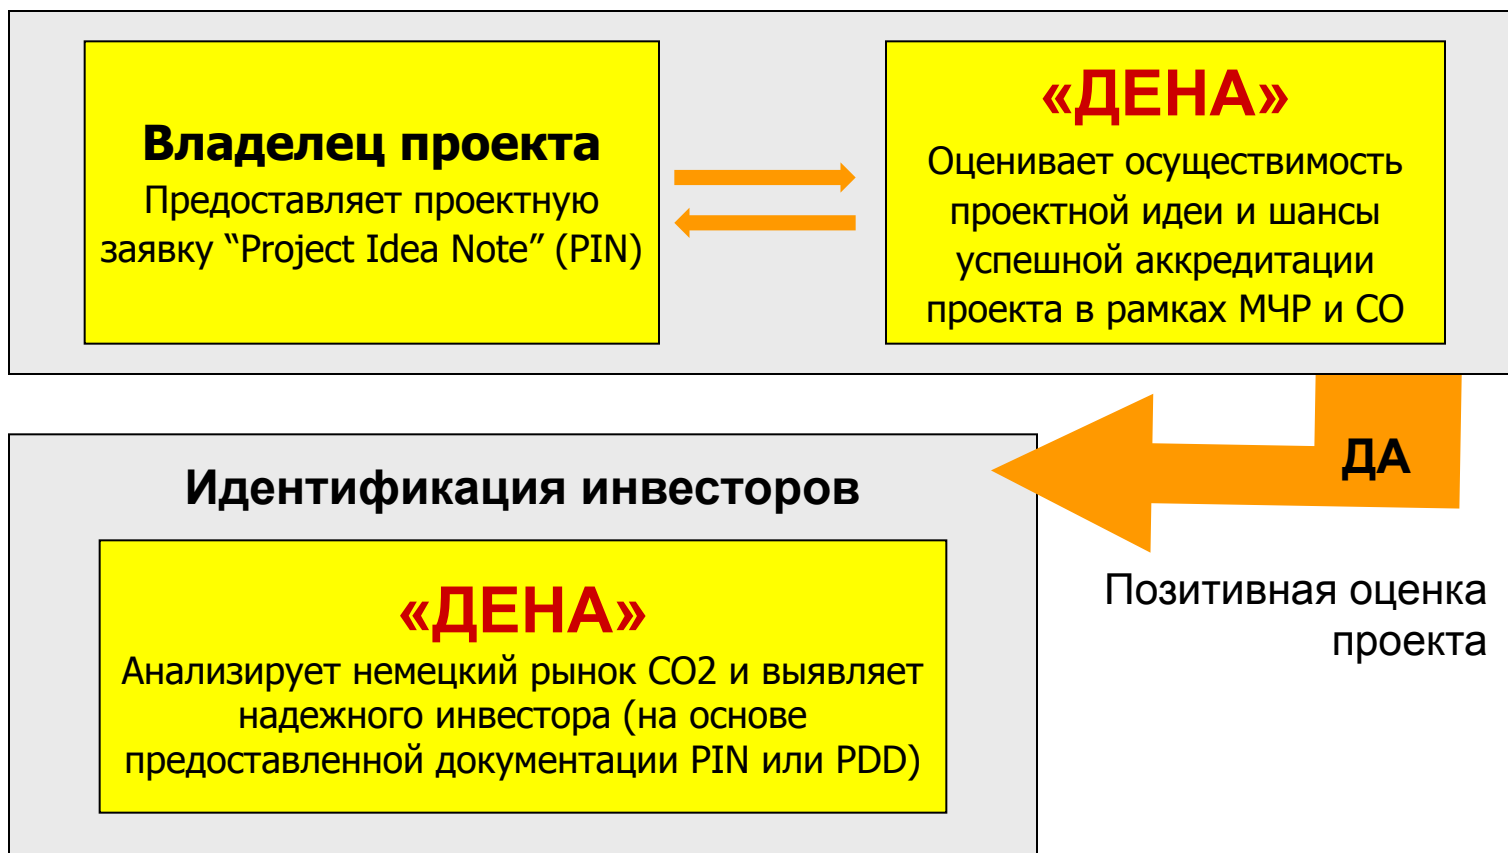 Владелец проекта
Предоставляет проектную
заявку “Project Idea Note” (PIN)
«ДЕНА»
Оценивает осуществимость
проектной идеи и шансы
успешной аккредитации
проекта в рамках МЧР и СО
ДА
Позитивная оценка
проекта
Идентификация инвесторов
«ДЕНА»
Анализирует немецкий рынок СО2 и выявляет
надежного инвестора (на основе
предоставленной документации PIN или PDD)